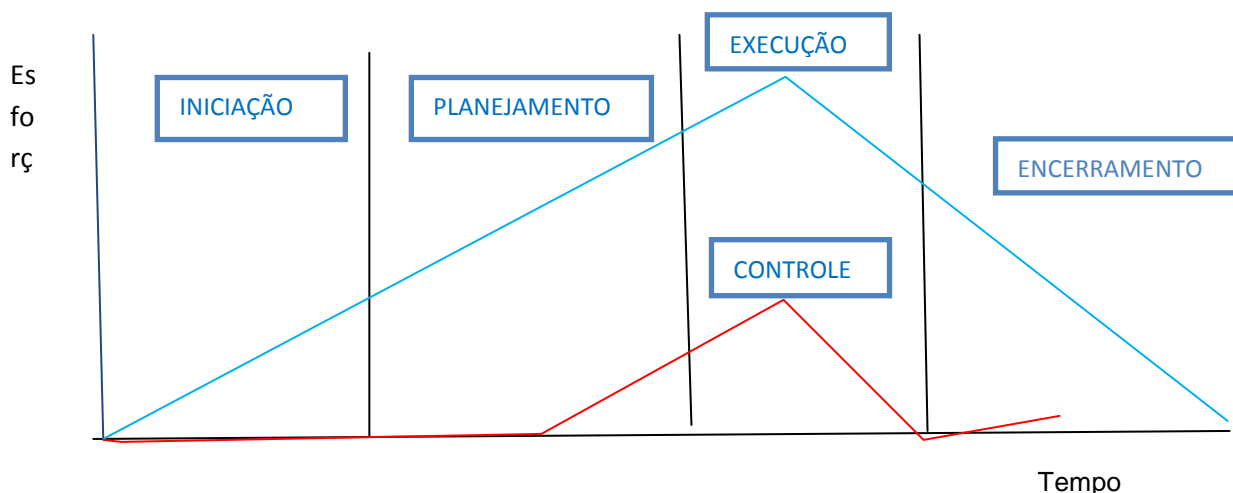 EXECUÇÃO
Es
fo
rç
INICIAÇÃO
PLANEJAMENTO
ENCERRAMENTO
CONTROLE
Tempo